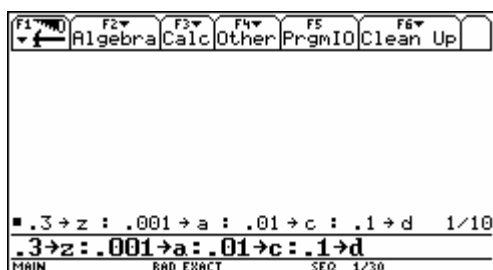 F1 F2 Algebra F3 Calc F4 Other F5 PrgmIO F6 Clean Up
.3→z : .001→a : .01→c : .1→d 1/10
.3→z:.001→a:.01→c:.1→d
MAIN RAD EXACT SEQ 1/30